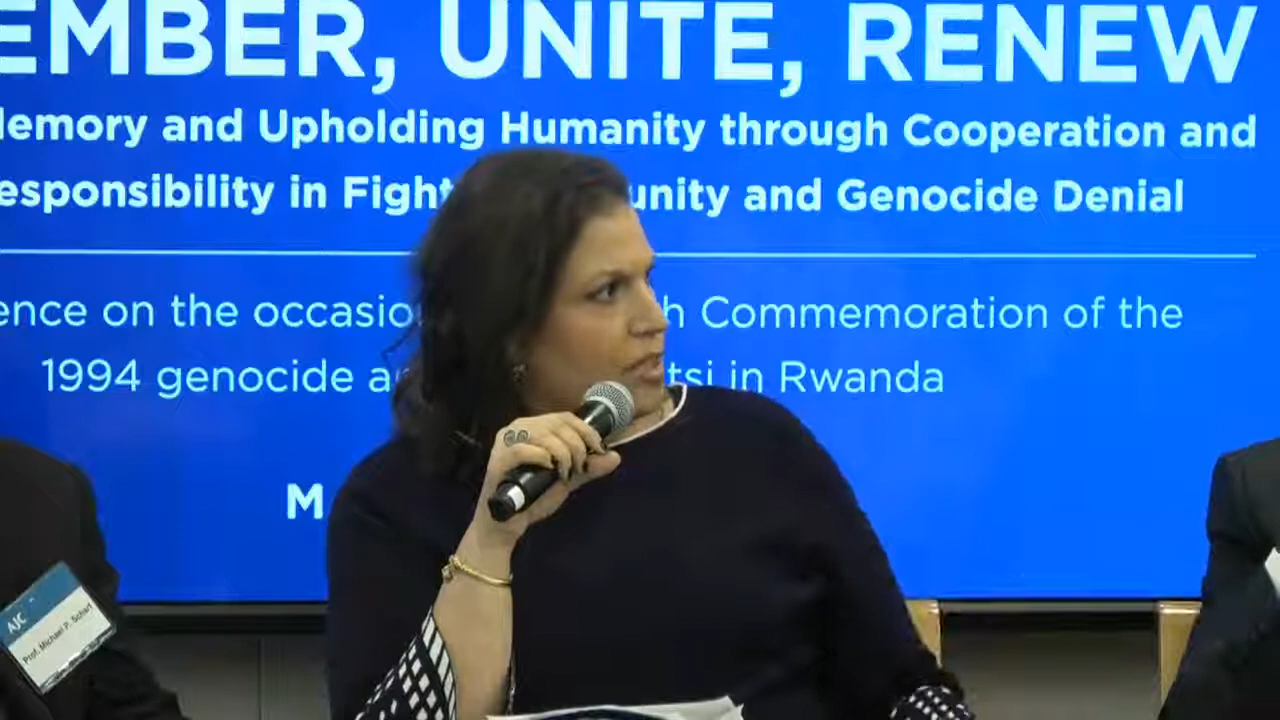 EMBER, UNITE, RENEW
emory and Upholding Humanity through Cooperation and
esponsibility in Fight unity and Genocide Denial
ence on the occasio h Commemoration of the
1994 genocide a tsi in Rwanda
M
AJC
Prof. Michael P. Scharf